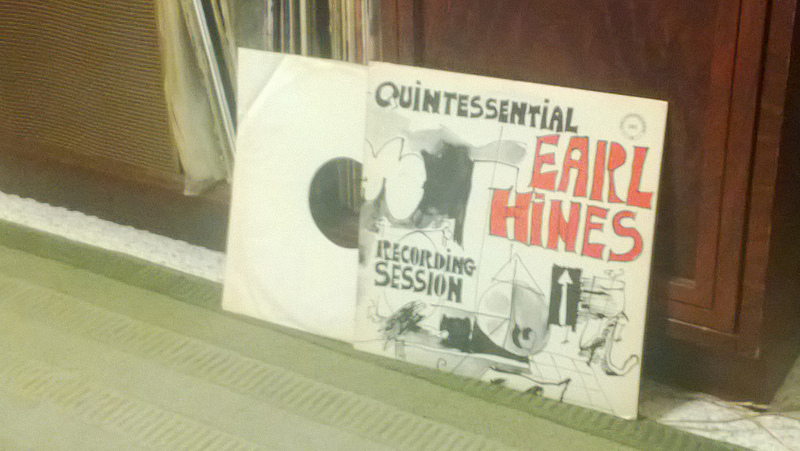 QUiNTESSENTiAL
EARL
HiNES
RECORDiNG
SESSiON